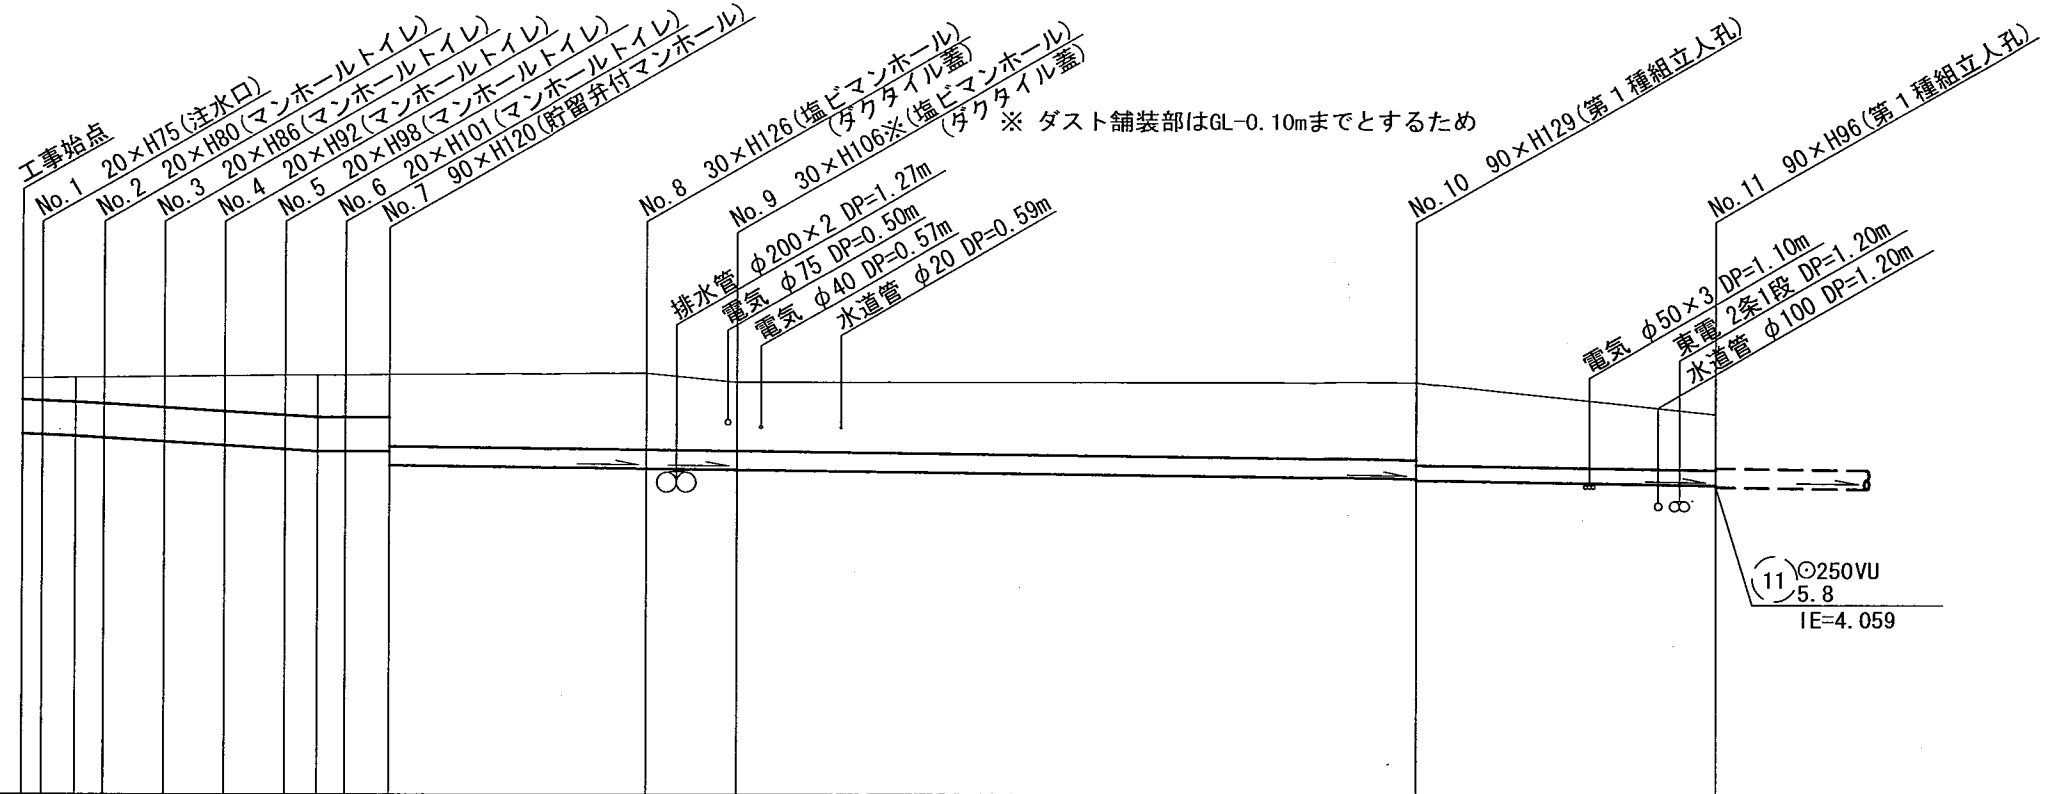 工事始点
No.1 20×H75(注水口)
No.2 20×H80(マンホールトイレ)
No.3 20×H86(マンホールトイレ)
No.4 20×H92(マンホールトイレ)
No.5 20×H98(マンホールトイレ)
No.6 20×H101(マンホールトイレ)
No.7 90×H120(貯留弁付マンホール)
No.8 30×H126(塩ビマンホール)
(ダクタイル蓋)
No.9 30×H106※(塩ビマンホール)
(ダクタイル蓋)
※ ダスト舗装部はGL-0.10mまでとするため
排水管 φ200×2 DP=1.27m
電気 φ75 DP=0.50m
電気 φ40 DP=0.57m
水道管 φ20 DP=0.59m
No.10 90×H129(第1種組立人孔)
No.11 90×H96(第1種組立人孔)
電気 φ50×3 DP=1.10m
東電 2条1段 DP=1.20m
水道管 φ100 DP=1.20m
11 ⊙250VU
5.8
IE=4.059